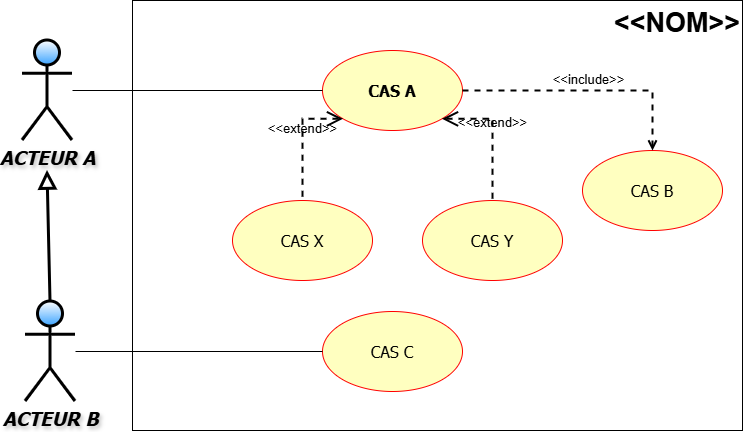 <<NOM>>
ACTEUR A
CAS A
<<include>>
<<extend>>
<<extend>>
CAS B
CAS X
CAS Y
CAS C
ACTEUR B